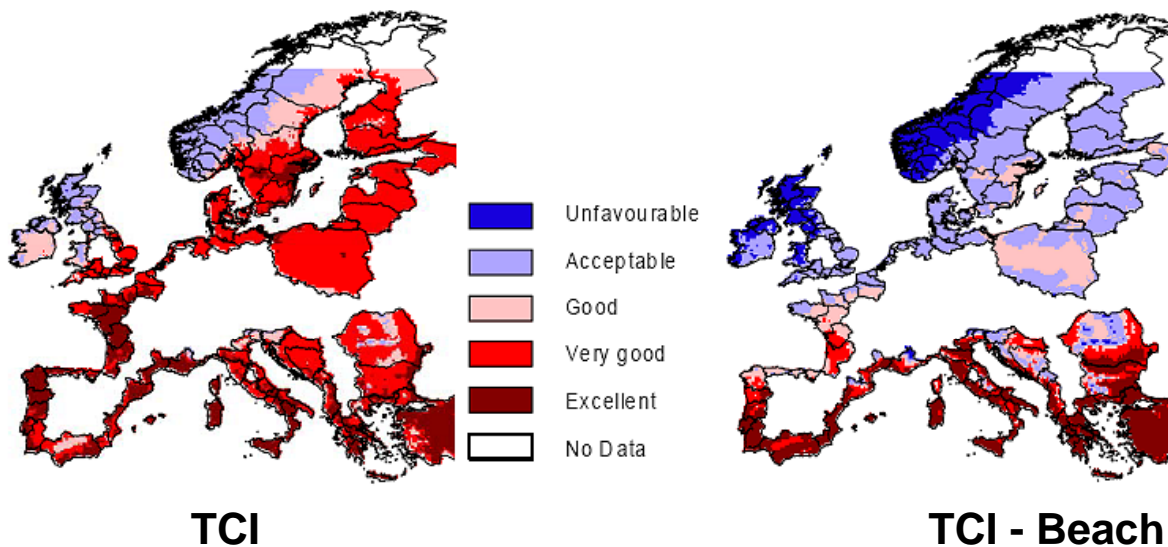 Unfavourable
Acceptable
Good
Very good
Excellent
No Data
TCI
TCI - Beach